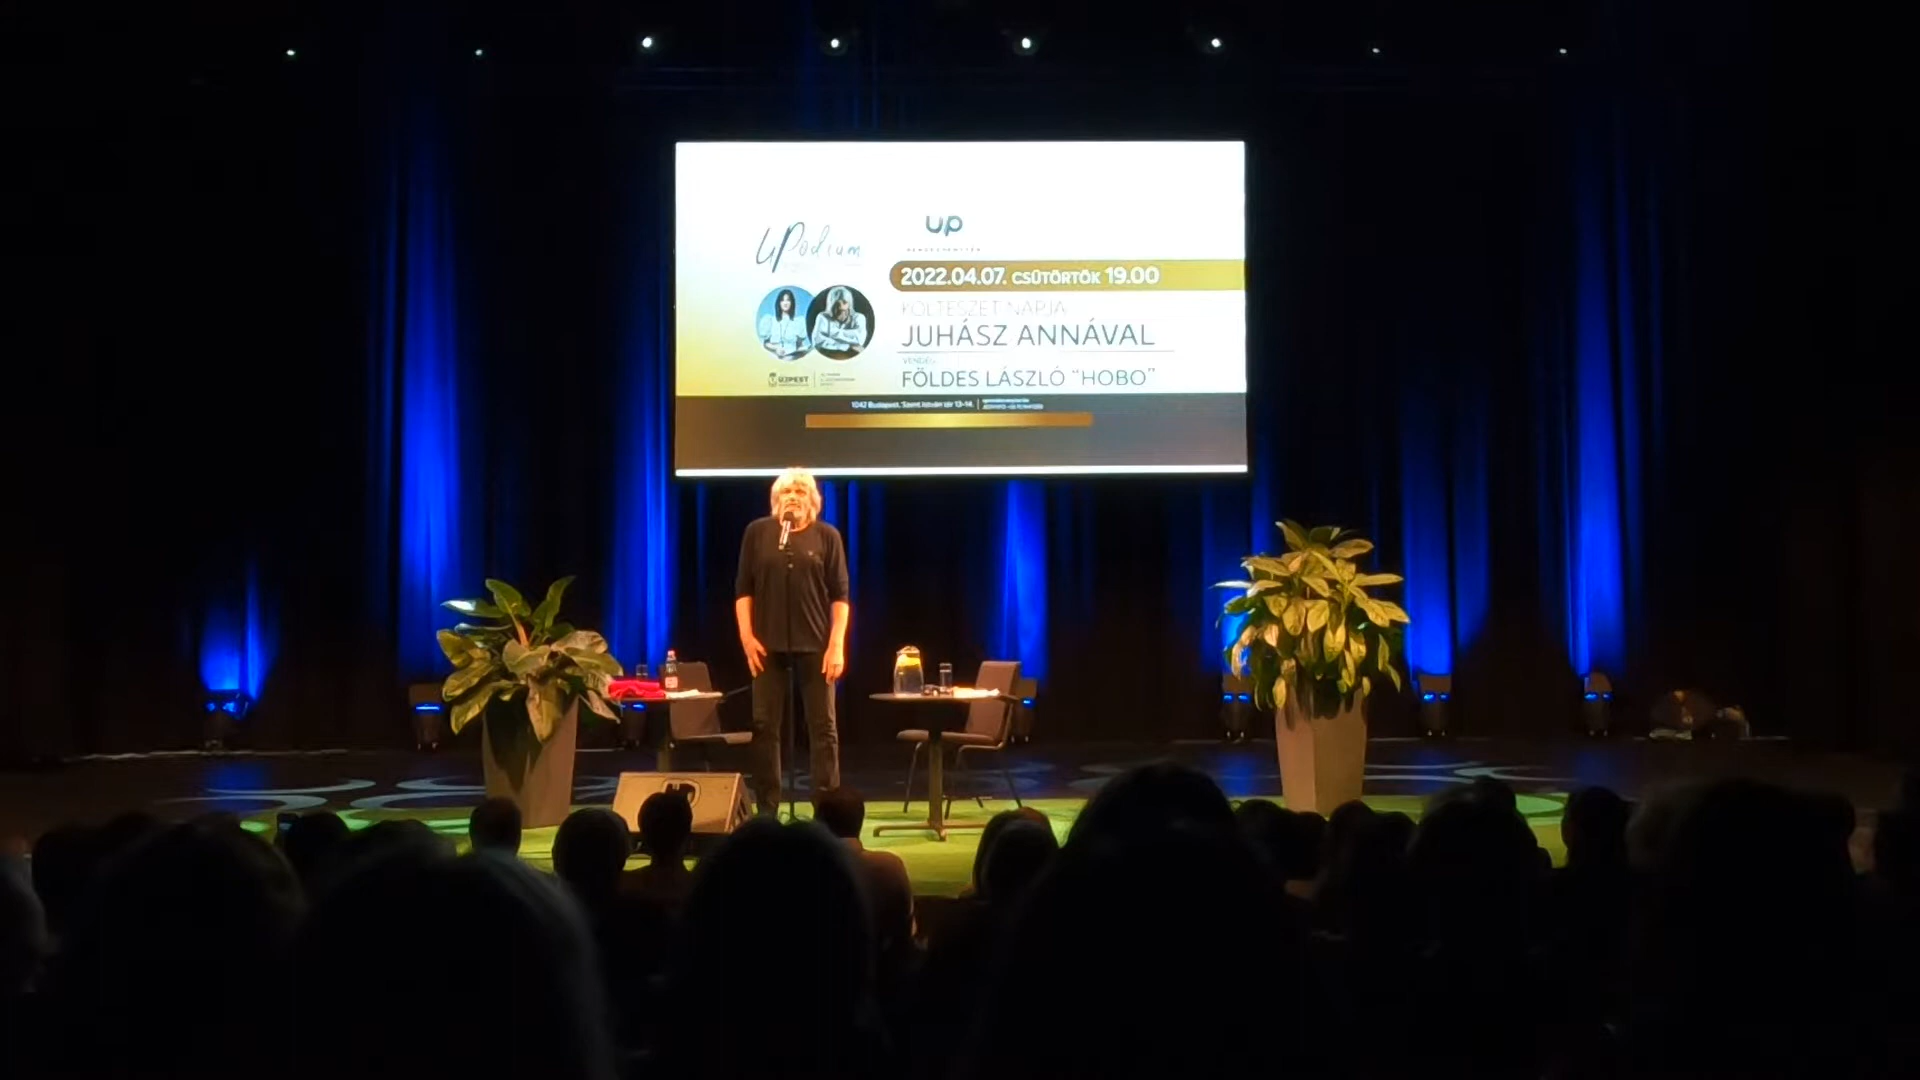 UPodium
UP
2022.04.07. CSÜTÖRTÖK 19.00
KÖLTÉSZET NAPJA
JUHÁSZ ANNÁVAL
VENDÉG:
FÖLDES LÁSZLÓ "HOBO"
ÚJPEST
1042 Budapest, Szent István tér 13-14.